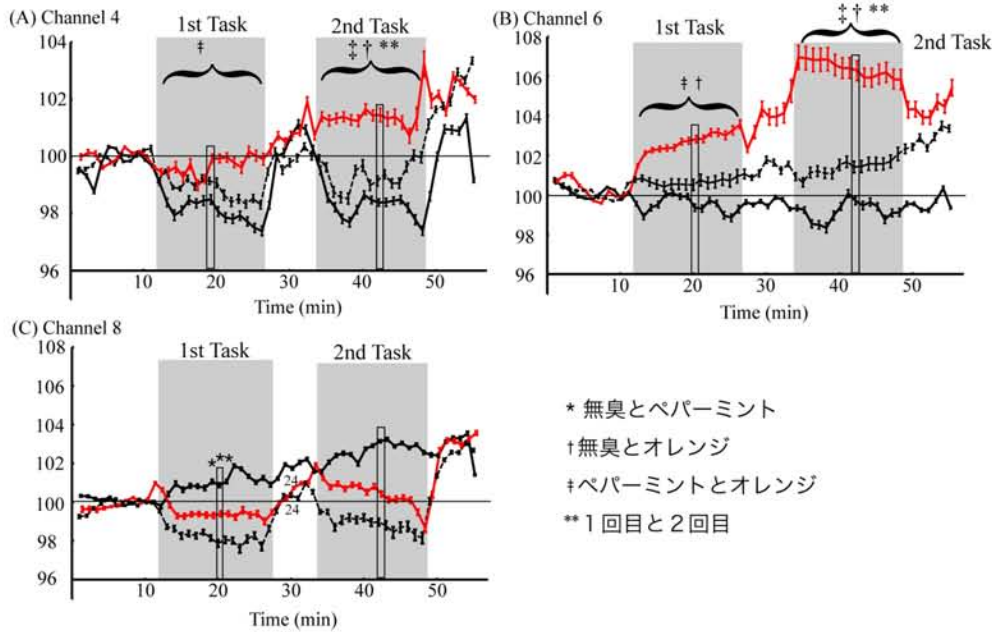 (A) Channel 4
1st Task
2nd Task
‡
‡ † **
104
102
100
98
96
10
20
30
40
50
Time (min)
(B) Channel 6
1st Task
2nd Task
‡ †
‡ † **
108
106
104
102
100
98
96
10
20
30
40
50
Time (min)
(C) Channel 8
1st Task
2nd Task
* **
24
24
108
106
104
102
100
98
96
10
20
30
40
50
Time (min)
* 無臭とペパーミント
†無臭とオレンジ
‡ペパーミントとオレンジ
**１回目と２回目